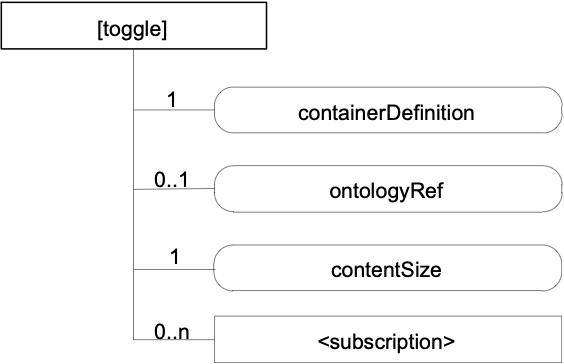 [toggle]
1
containerDefinition
0..1
ontologyRef
1
contentSize
0..n
<subscription>